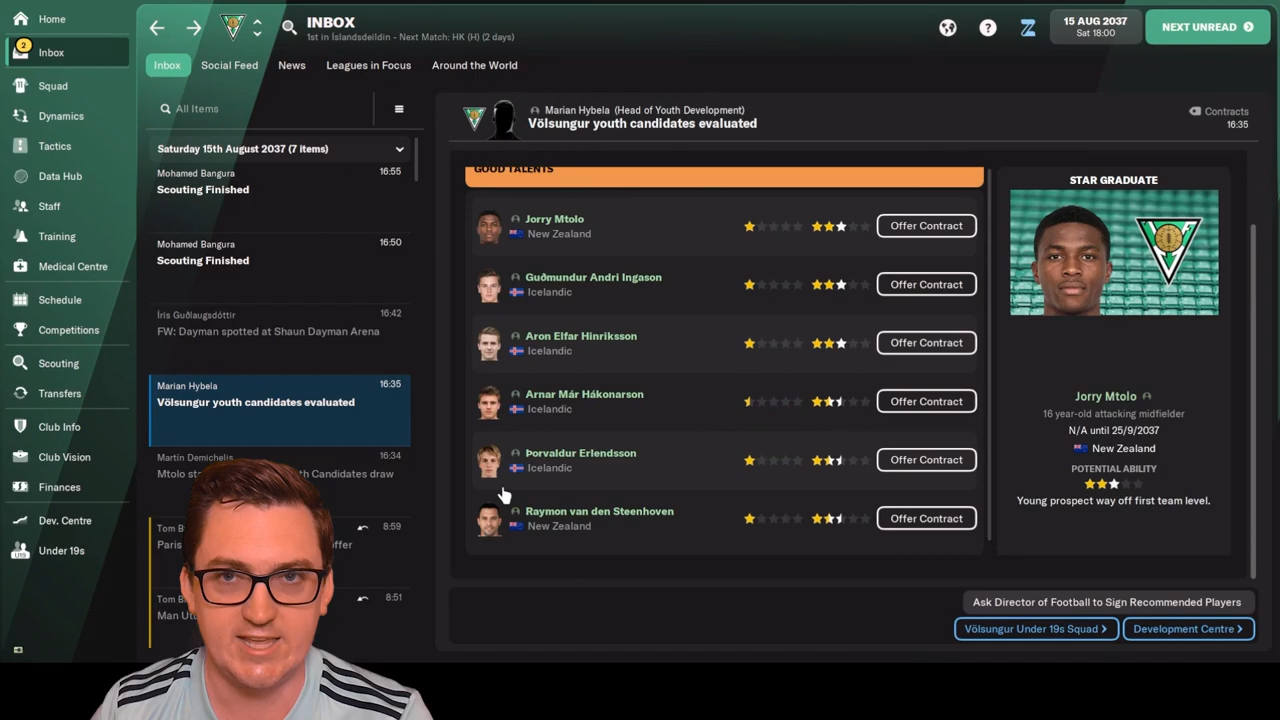 Home
2
Inbox
Squad
Dynamics
Tactics
Data Hub
Staff
Training
Medical Centre
Schedule
Competitions
Scouting
Transfers
Club Info
Club Vision
Finances
Dev. Centre
Under 19s
U19
INBOX
1st in Íslandsdeildin - Next Match: HK (H) (2 days)
15 AUG 2037
Sat 18:00
NEXT UNREAD
Inbox
Social Feed
News
Leagues in Focus
Around the World
All Items
Saturday 15th August 2037 (7 items)
Mohamed Bangura 16:55
Scouting Finished
Mohamed Bangura 16:50
Scouting Finished
Íris Guðlaugsdóttir 16:42
FW: Dayman spotted at Shaun Dayman Arena
Marian Hybela 16:35
Völsungur youth candidates evaluated
Martín Demichelis 16:34
Mtolo Candidates draw
Tom 8:59
Paris offer
Tom 8:51
Man
Marian Hybela (Head of Youth Development)
Völsungur youth candidates evaluated
Contracts
16:35
GOOD TALENTS
Jorry Mtolo
New Zealand
Offer Contract
Guðmundur Andri Ingason
Icelandic
Offer Contract
Aron Elfar Hinriksson
Icelandic
Offer Contract
Arnar Már Hákonarson
Icelandic
Offer Contract
Þorvaldur Erlendsson
Icelandic
Offer Contract
Raymon van den Steenhoven
New Zealand
Offer Contract
STAR GRADUATE
Jorry Mtolo
16 year-old attacking midfielder
N/A until 25/9/2037
New Zealand
POTENTIAL ABILITY
Young prospect way off first team level.
Ask Director of Football to Sign Recommended Players
Völsungur Under 19s Squad
Development Centre